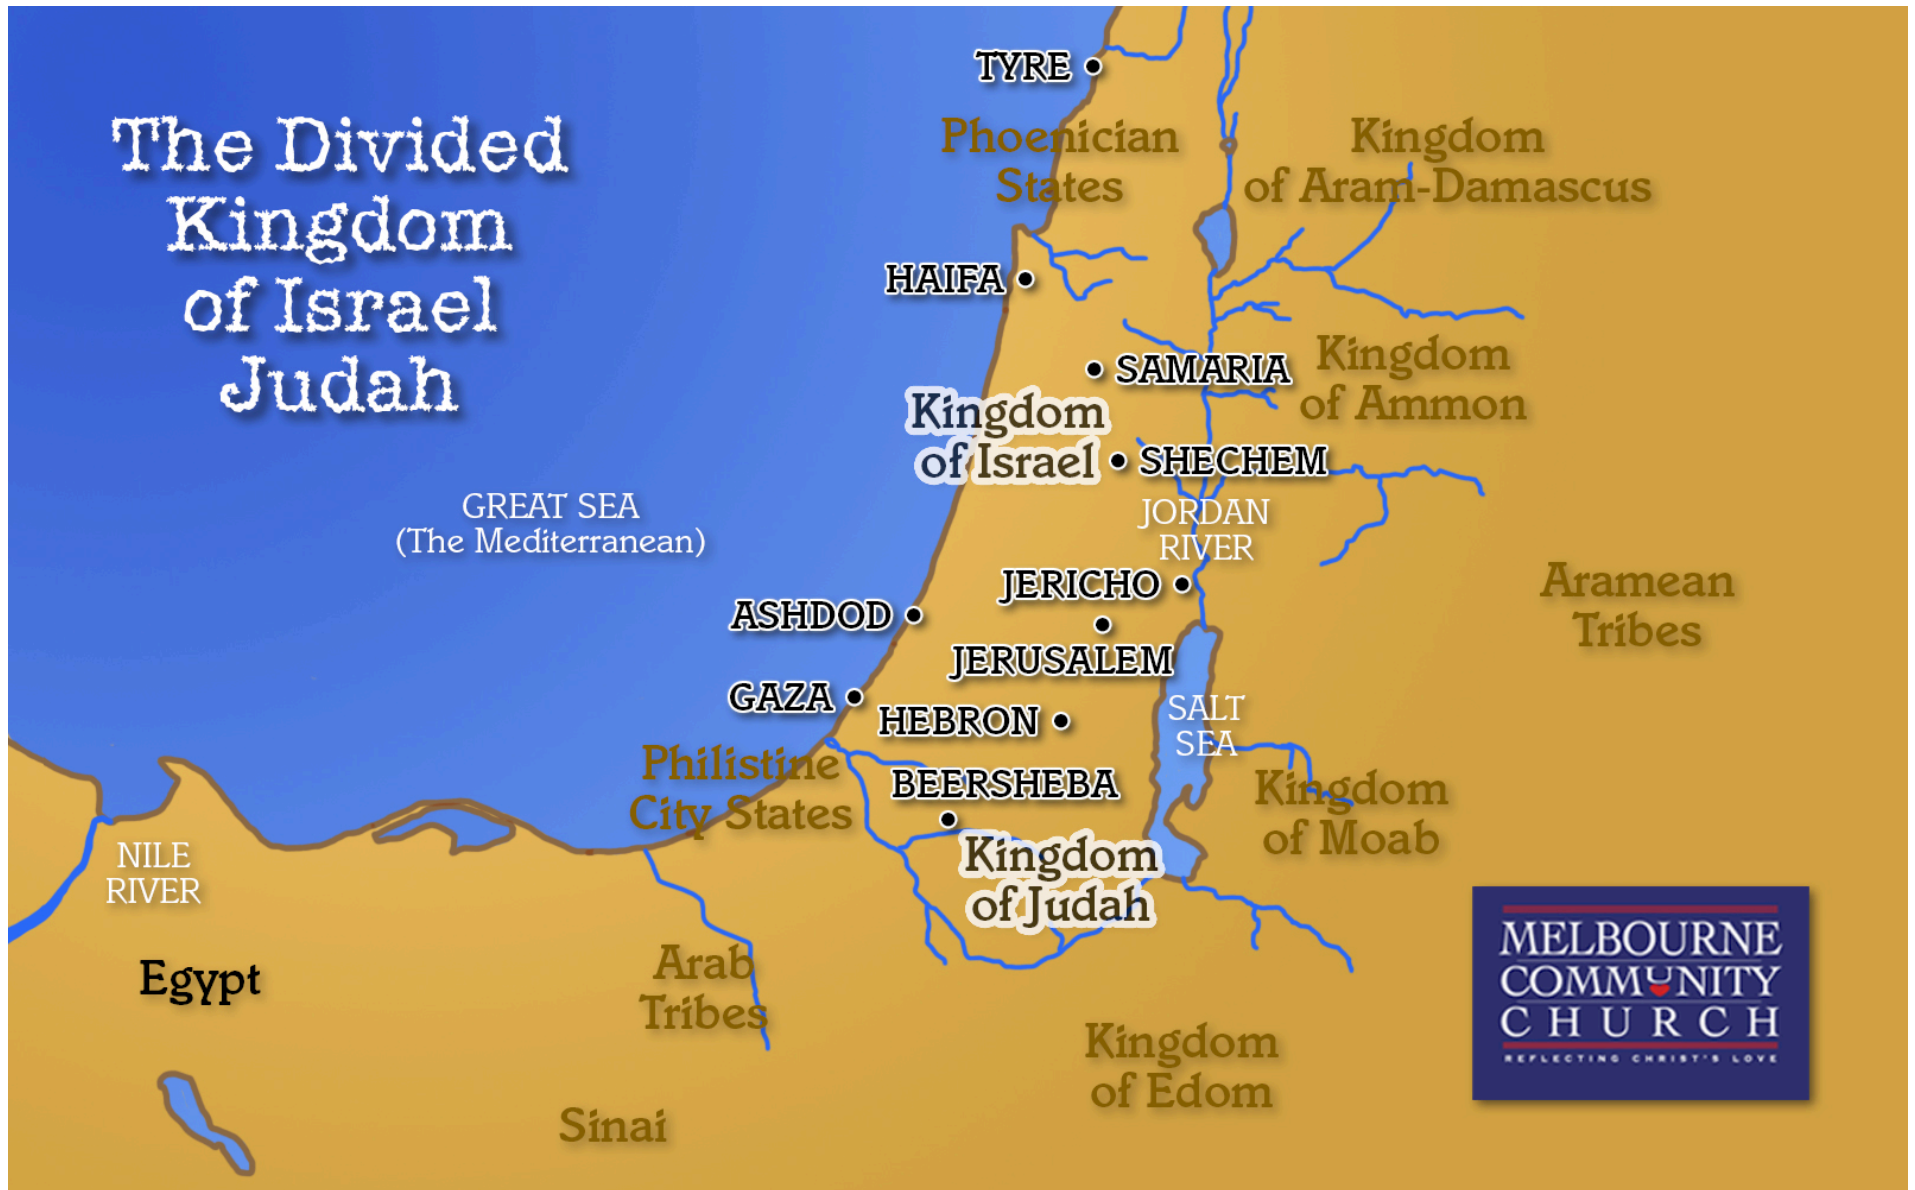 The Divided
Kingdom
of Israel
Judah
TYRE
Phoenician
States
Kingdom
of Aram-Damascus
HAIFA
SAMARIA
Kingdom
of Ammon
Kingdom
of Israel
SHECHEM
GREAT SEA
(The Mediterranean)
JORDAN
RIVER
JERICHO
Aramean
Tribes
ASHDOD
JERUSALEM
GAZA
HEBRON
SALT
SEA
Philistine
City States
BEERSHEBA
Kingdom
of Moab
Kingdom
of Judah
NILE
RIVER
Egypt
Arab
Tribes
Kingdom
of Edom
Sinai
MELBOURNE
COMMUNITY
CHURCH
REFLECTING CHRIST'S LOVE